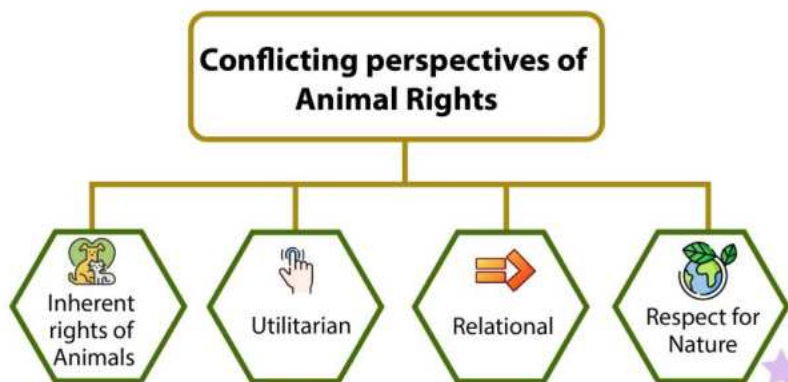 Conflicting perspectives of
Animal Rights
Inherent
rights of
Animals
Utilitarian
Relational
Respect for
Nature